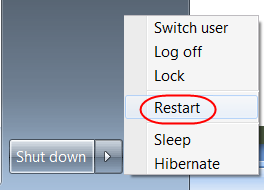 Switch user
Log off
Lock
Restart
Sleep
Hibernate
Shut down